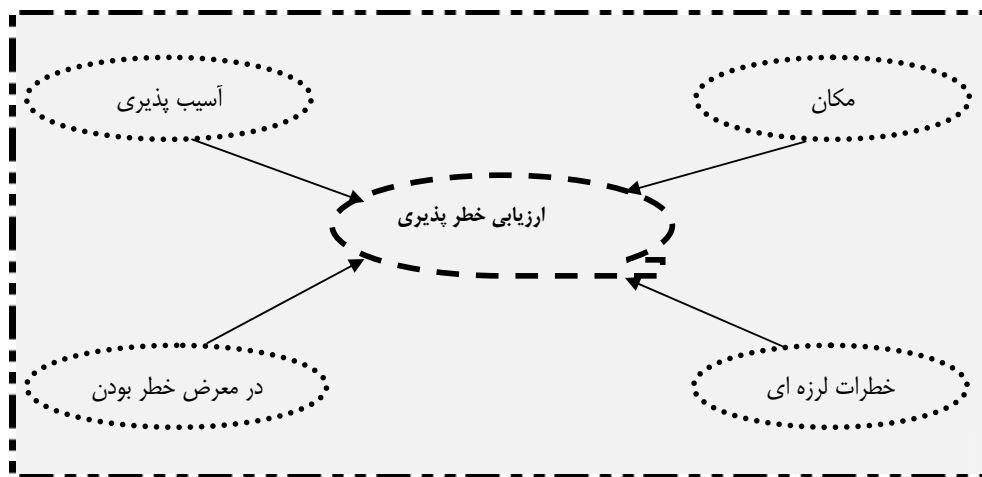 مکان
آسیب پذیری
ارزیابی خطر پذیری
خطرات لرزه ای
در معرض خطر بودن